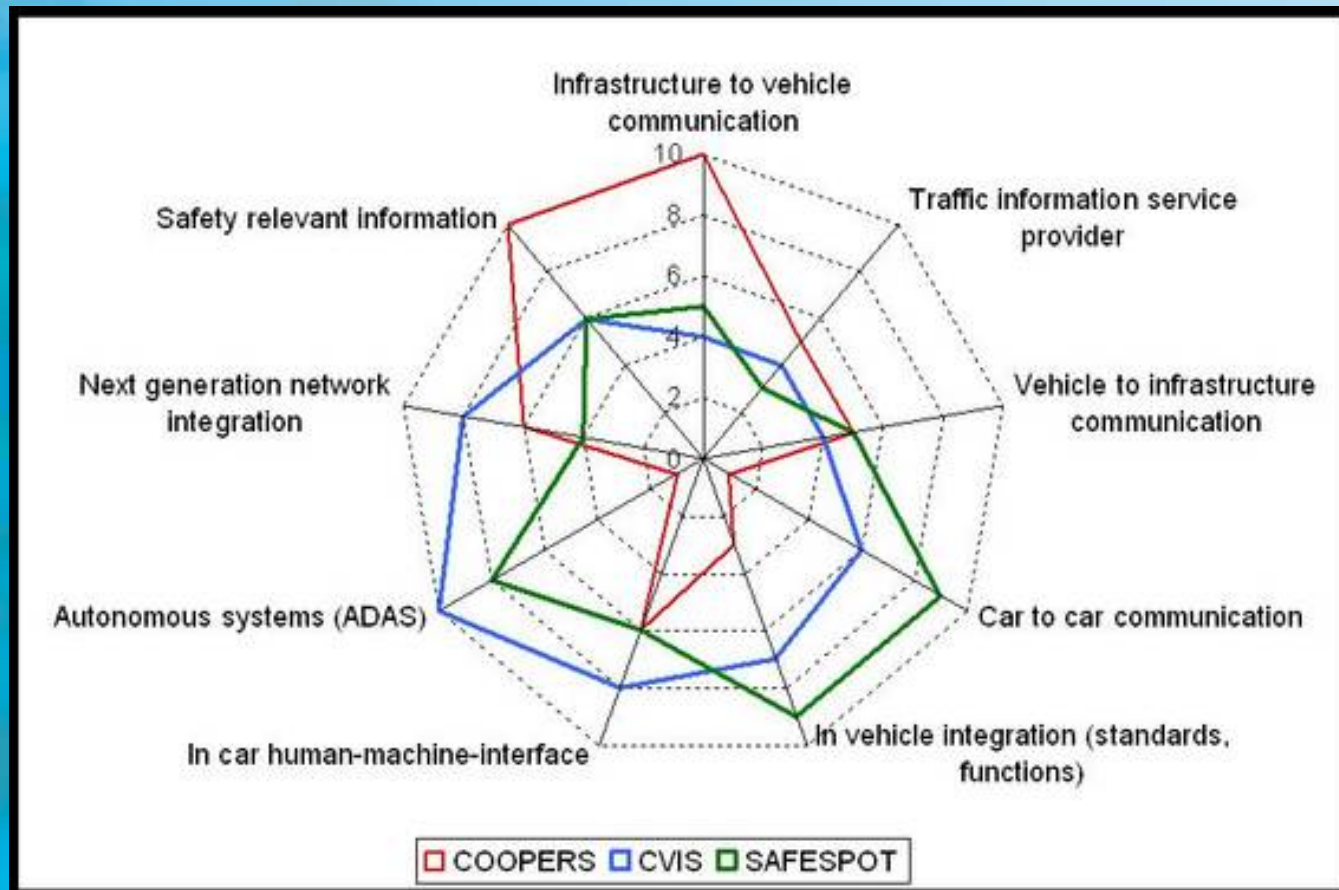 Infrastructure to vehicle
communication
10
8
6
4
2
0
Traffic information service
provider
Safety relevant information
Vehicle to infrastructure
communication
Next generation network
integration
Car to car communication
Autonomous systems (ADAS)
In vehicle integration (standards,
functions)
In car human-machine-interface
COOPERS CVIS SAFESPOT